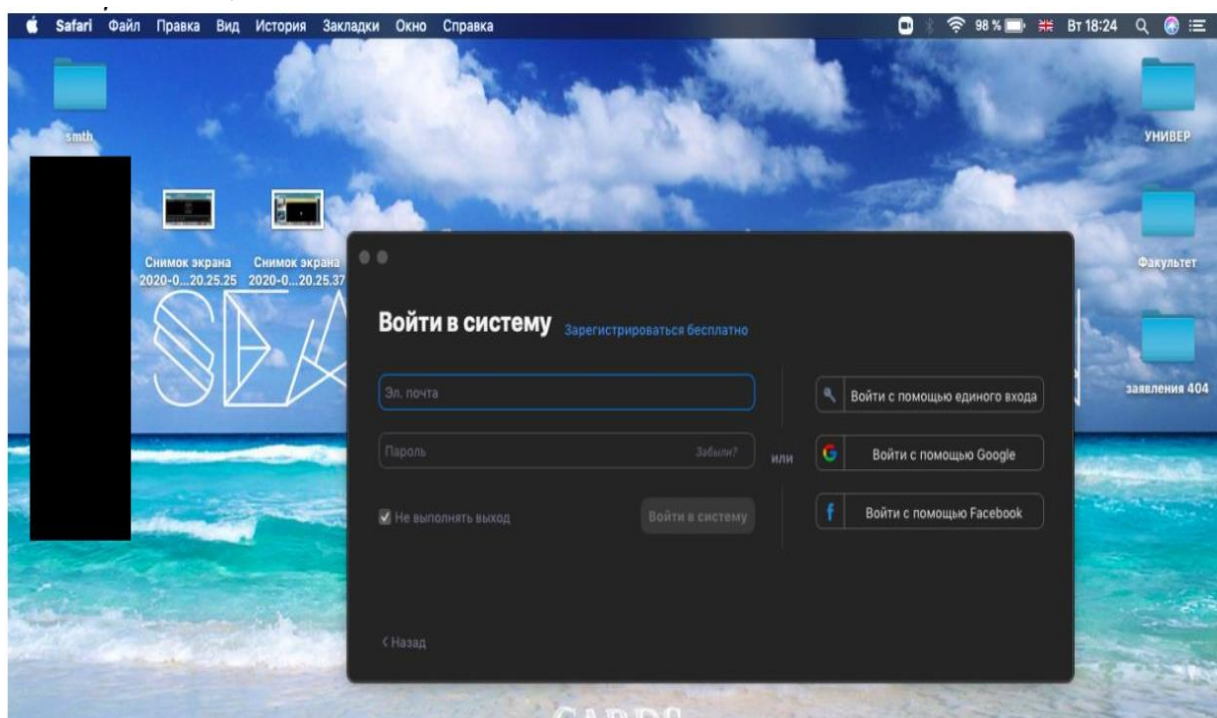 Safari Файл Правка Вид История Закладки Окно Справка 98 % Вт 18:24
smth
УНИВЕР
Снимок экрана 2020-0...20.25.25
Снимок экрана 2020-0...20.25.37
Факультет
SEA
Войти в систему Зарегистрироваться бесплатно
Эл. почта
Войти с помощью единого входа
заявления 404
Пароль Забыли?
или
Войти с помощью Google
Не выполнять выход
Войти в систему
Войти с помощью Facebook
< Назад
CARDS